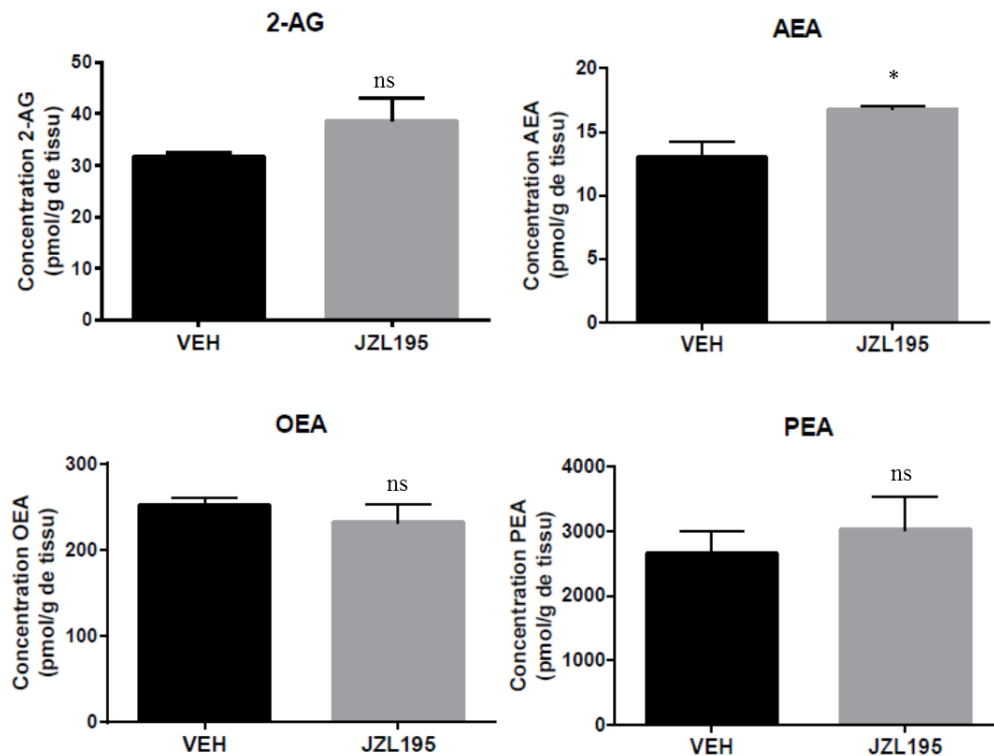 2-AG
Concentration 2-AG
(pmol/g de tissu)
50
40
30
20
10
0
ns
VEH
JZL195
AEA
Concentration AEA
(pmol/g de tissu)
20
15
10
5
0
*
VEH
JZL195
OEA
Concentration OEA
(pmol/g de tissu)
300
200
100
0
ns
VEH
JZL195
PEA
Concentration PEA
(pmol/g de tissu)
4000
3000
2000
1000
0
ns
VEH
JZL195